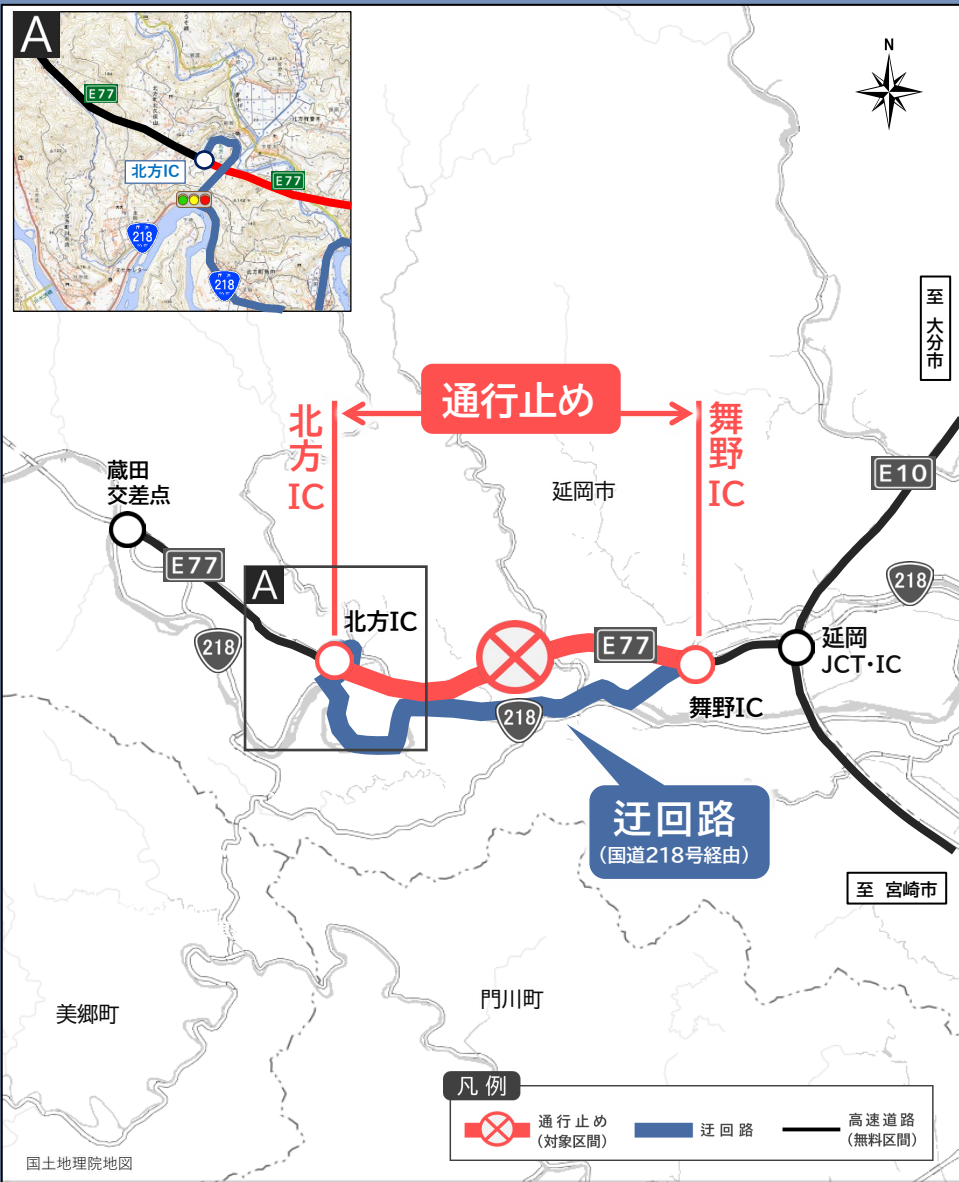 A
E77
北方IC
E77
218
218
N
至 大分市
通行止め
北方IC
舞野IC
延岡市
蔵田
交差点
E10
E77
A
北方IC
218
E77
218
延岡
JCT・IC
舞野IC
218
迂回路
(国道218号経由)
至 宮崎市
美郷町
門川町
凡例
通行止め
(対象区間)
迂回路
高速道路
(無料区間)
国土地理院地図